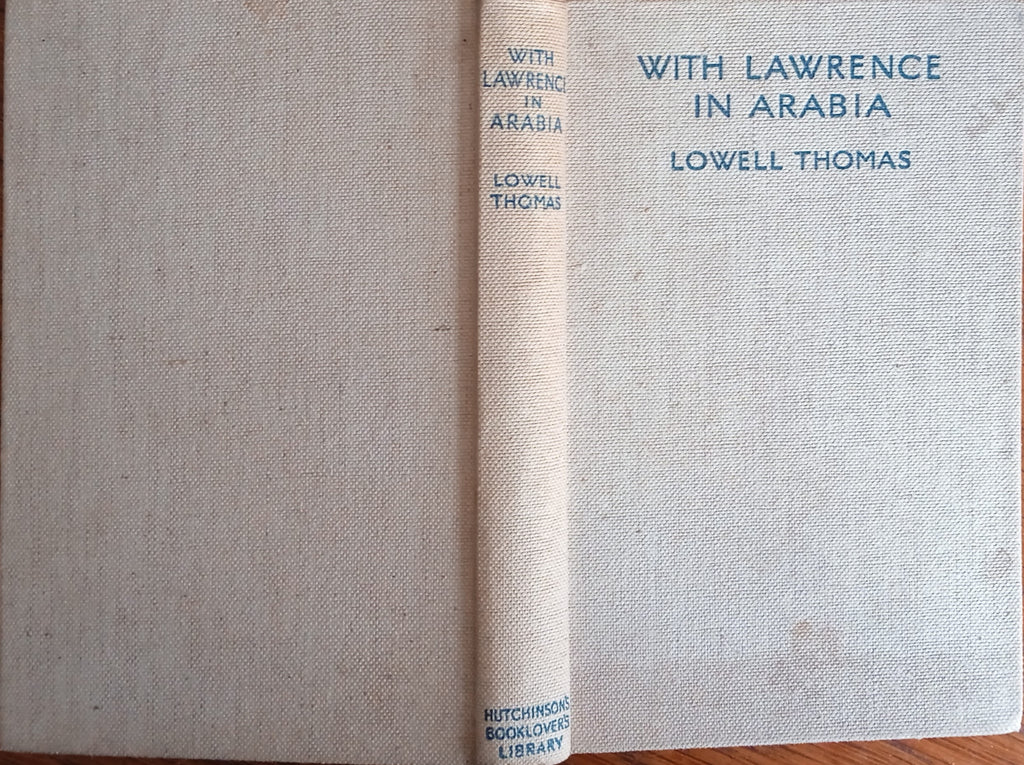 WITH
LAWRENCE
IN
ARABIA
LOWELL
THOMAS
HUTCHINSON'S
BOOKLOVER'S
LIBRARY
WITH LAWRENCE
IN ARABIA
LOWELL THOMAS